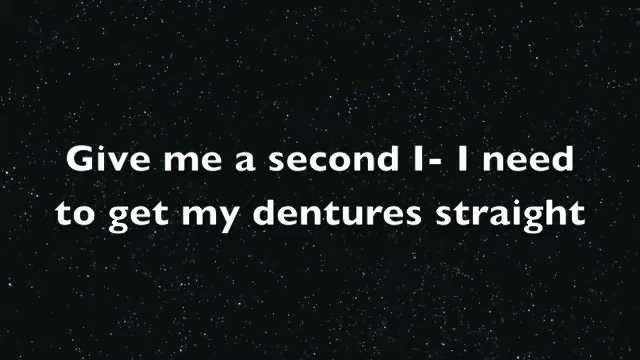 Give me a second I- I need
to get my dentures straight